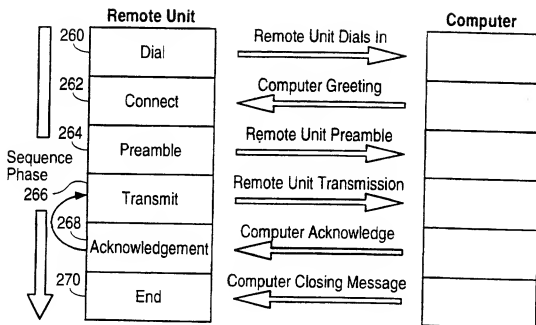 Remote Unit
Computer
260
Dial
Remote Unit Dials In
262
Connect
Computer Greeting
264
Preamble
Remote Unit Preamble
Sequence
Phase
266
Transmit
Remote Unit Transmission
268
Acknowledgement
Computer Acknowledge
270
End
Computer Closing Message